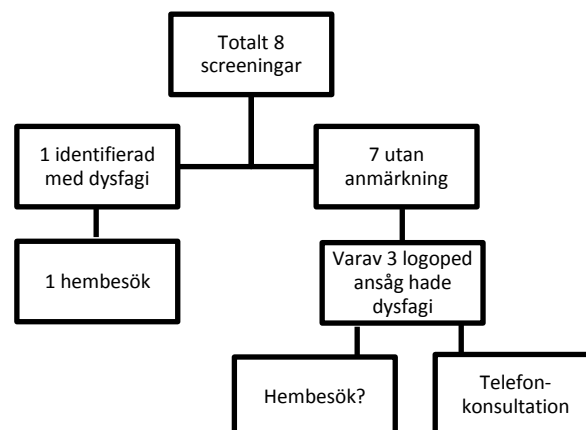 Totalt 8
screeningar
1 identifierad
med dysfagi
7 utan
anmärkning
1 hembesök
Varav 3 logoped
ansåg hade
dysfagi
Hembesök?
Telefon-
konsultation